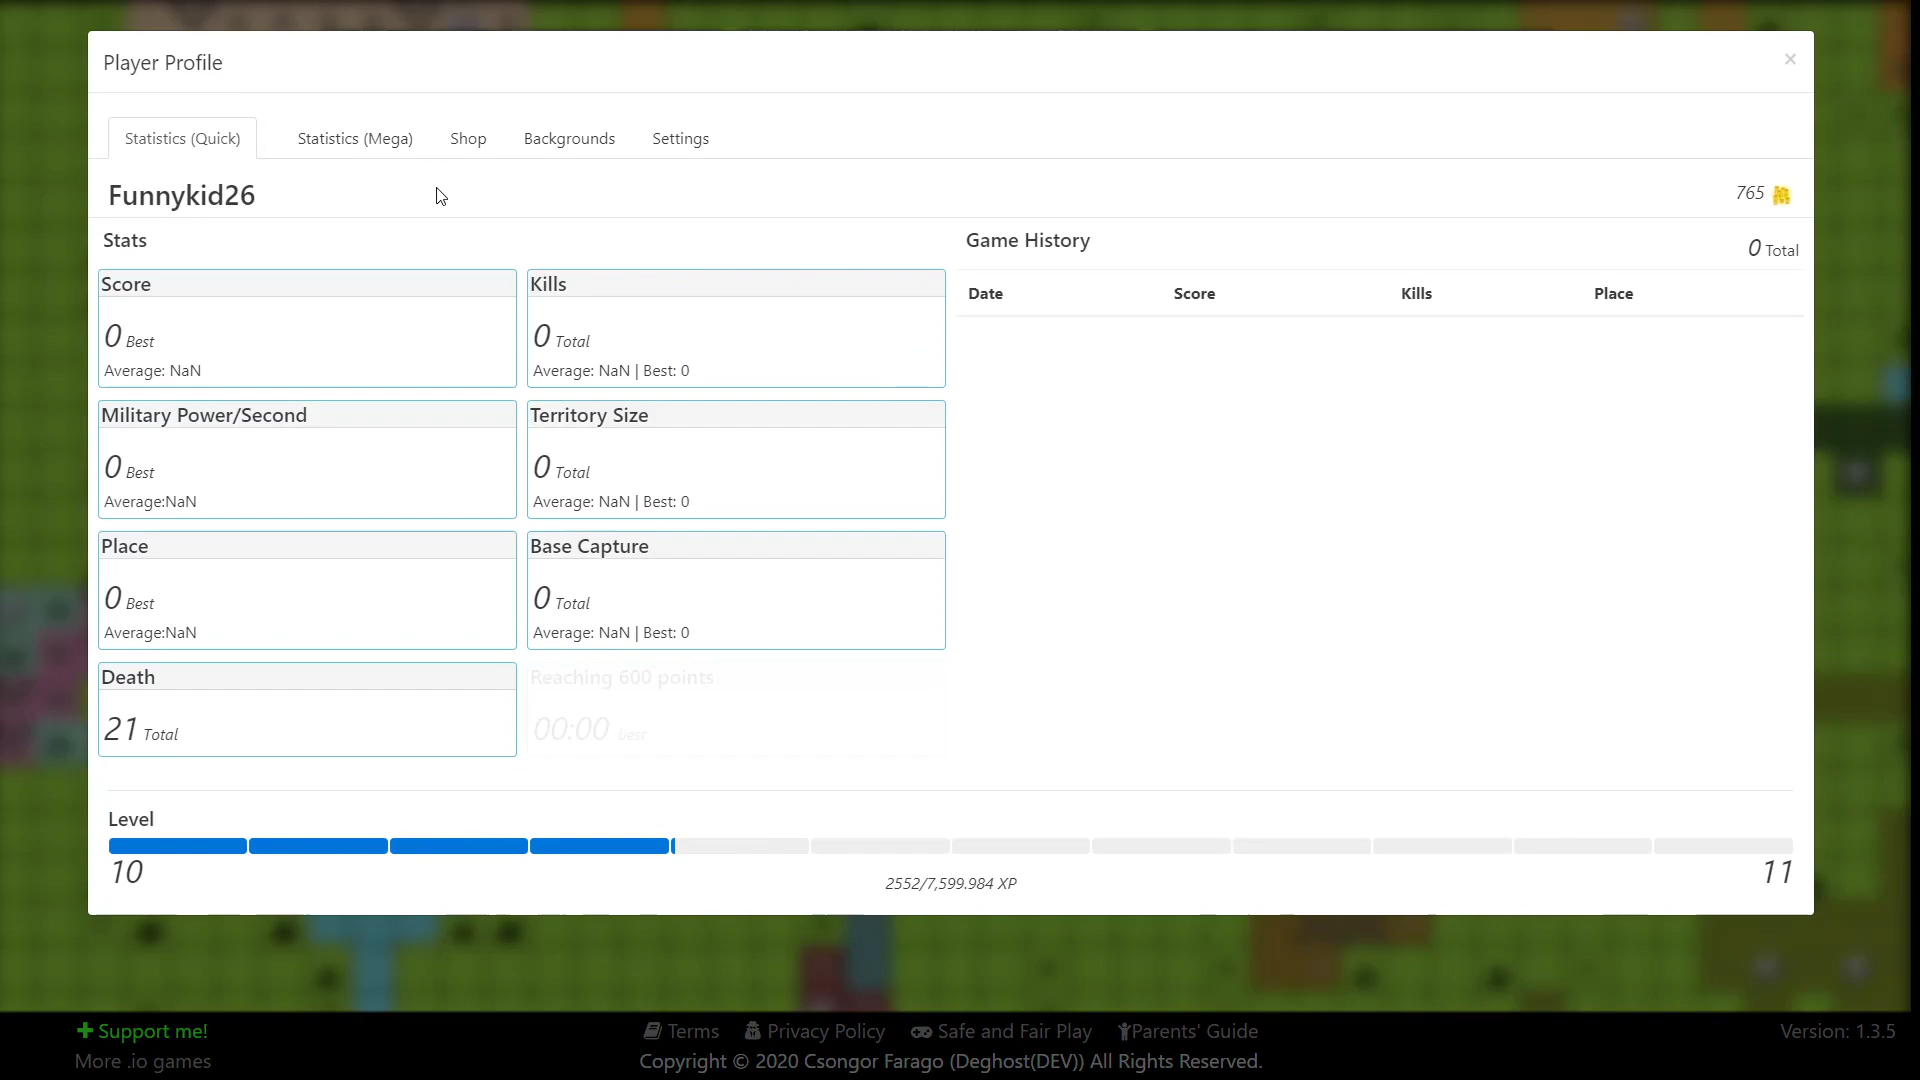 Player Profile
×
Statistics (Quick) Statistics (Mega) Shop Backgrounds Settings
Funnykid26
765
Stats
Score
0 Best
Average: NaN
Kills
0 Total
Average: NaN | Best: 0
Military Power/Second
0 Best
Average:NaN
Territory Size
0 Total
Average: NaN | Best: 0
Place
0 Best
Average:NaN
Base Capture
0 Total
Average: NaN | Best: 0
Death
21 Total
Reaching 600 points
00:00 best
Game History
0 Total
Date Score Kills Place
Level
10
2552/7,599.984 XP
11
Support me!
More .io games
Terms Privacy Policy Safe and Fair Play Parents' Guide
Copyright © 2020 Csongor Farago (Deghost(DEV)) All Rights Reserved.
Version: 1.3.5